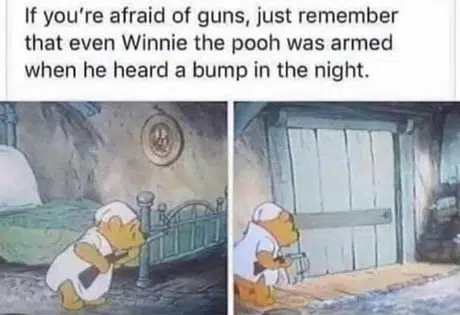 If you're afraid of guns, just remember
that even Winnie the pooh was armed
when he heard a bump in the night.